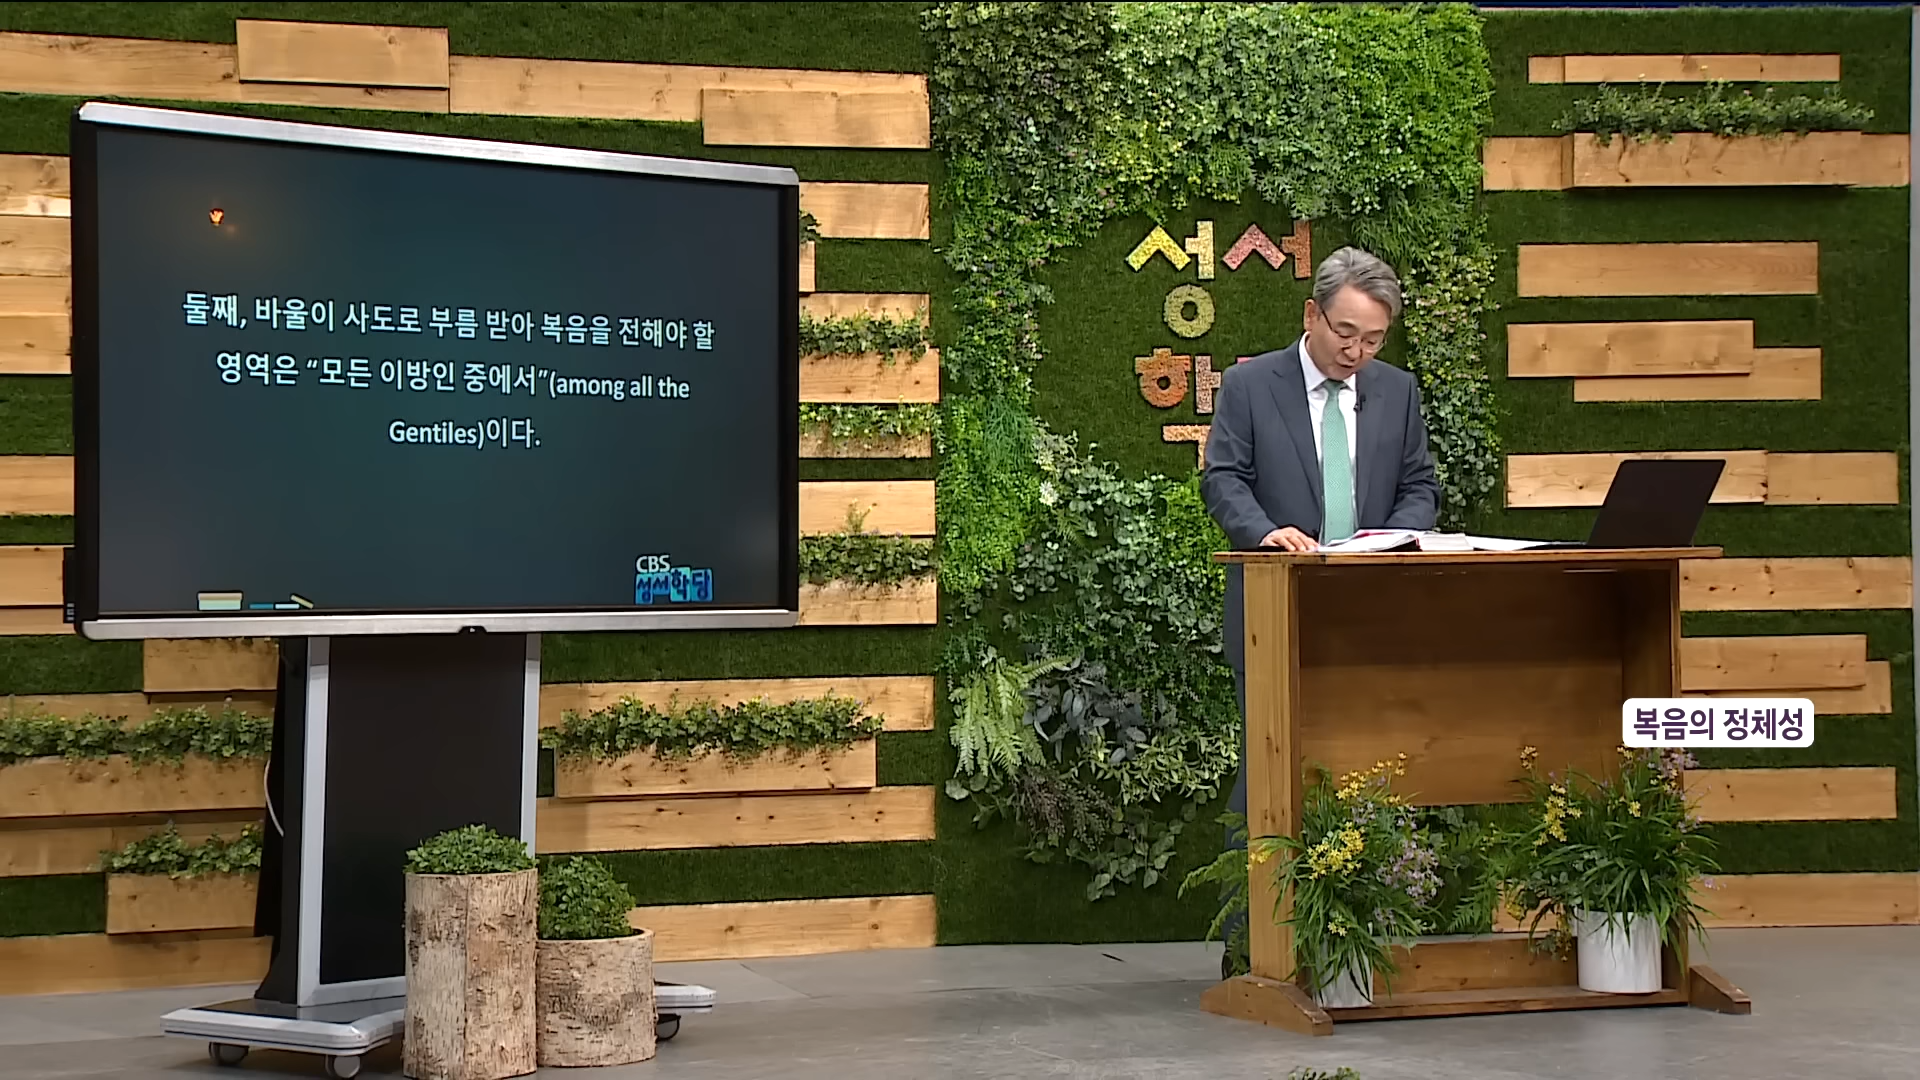 둘째, 바울이 사도로 부름 받아 복음을 전해야 할
영역은 “모든 이방인 중에서”(among all the
Gentiles)이다.
CBS
성서학당
성서
의
복음의 정체성